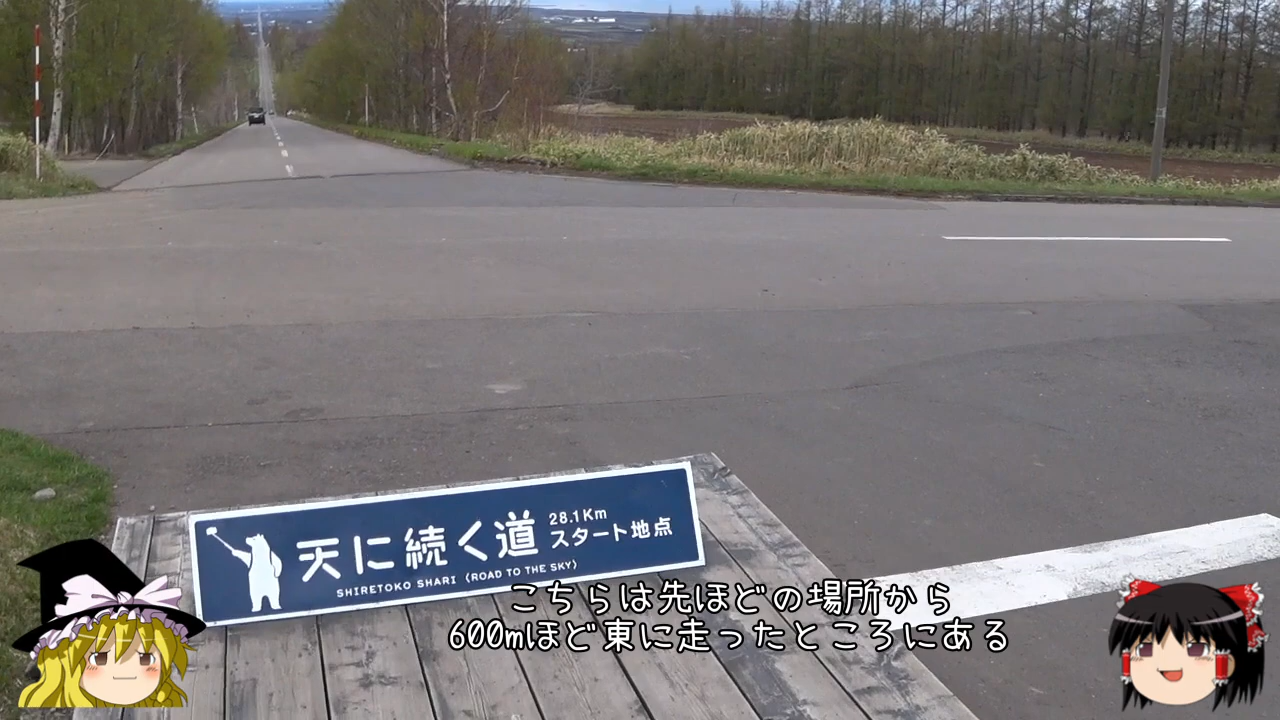 天に続く道
28.1Km
スタート地点
SHIRETOKO SHARI (ROAD TO THE SKY)
こちらは先ほどの場所から
600mほど東に走ったところにある